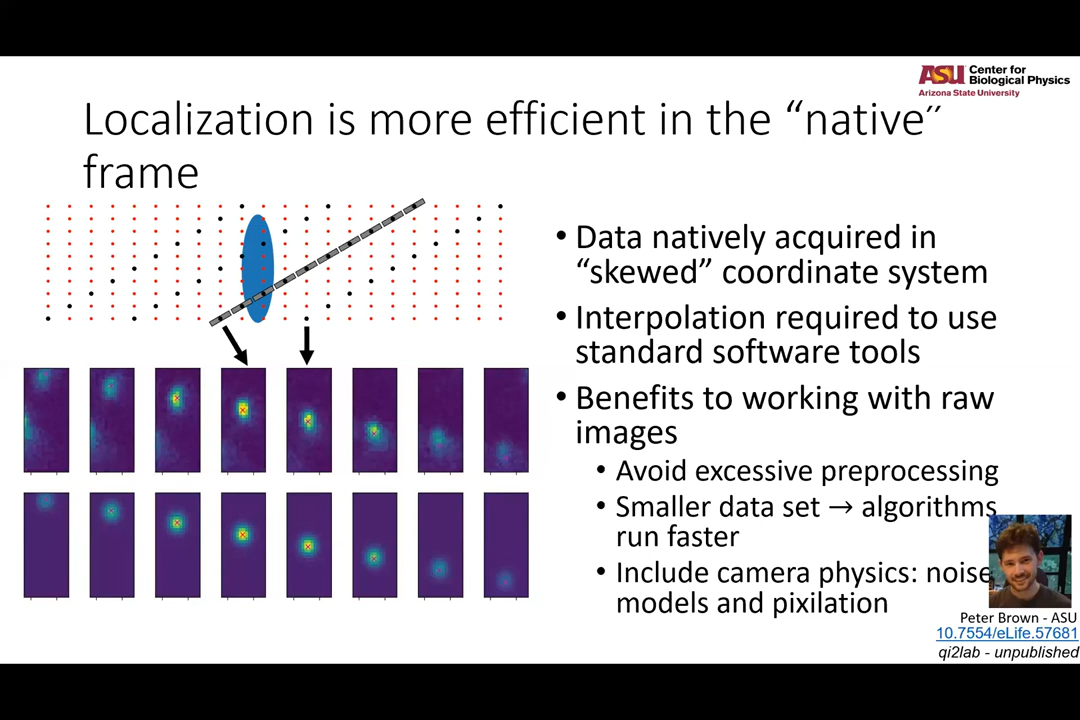 ASU Center for
Biological Physics
Arizona State University
Localization is more efficient in the “native”
frame
• Data natively acquired in
“skewed” coordinate system
• Interpolation required to use
standard software tools
• Benefits to working with raw
images
• Avoid excessive preprocessing
• Smaller data set → algorithms
run faster
• Include camera physics: noise
models and pixilation
Peter Brown - ASU
10.7554/eLife.57681
qi2lab - unpublished